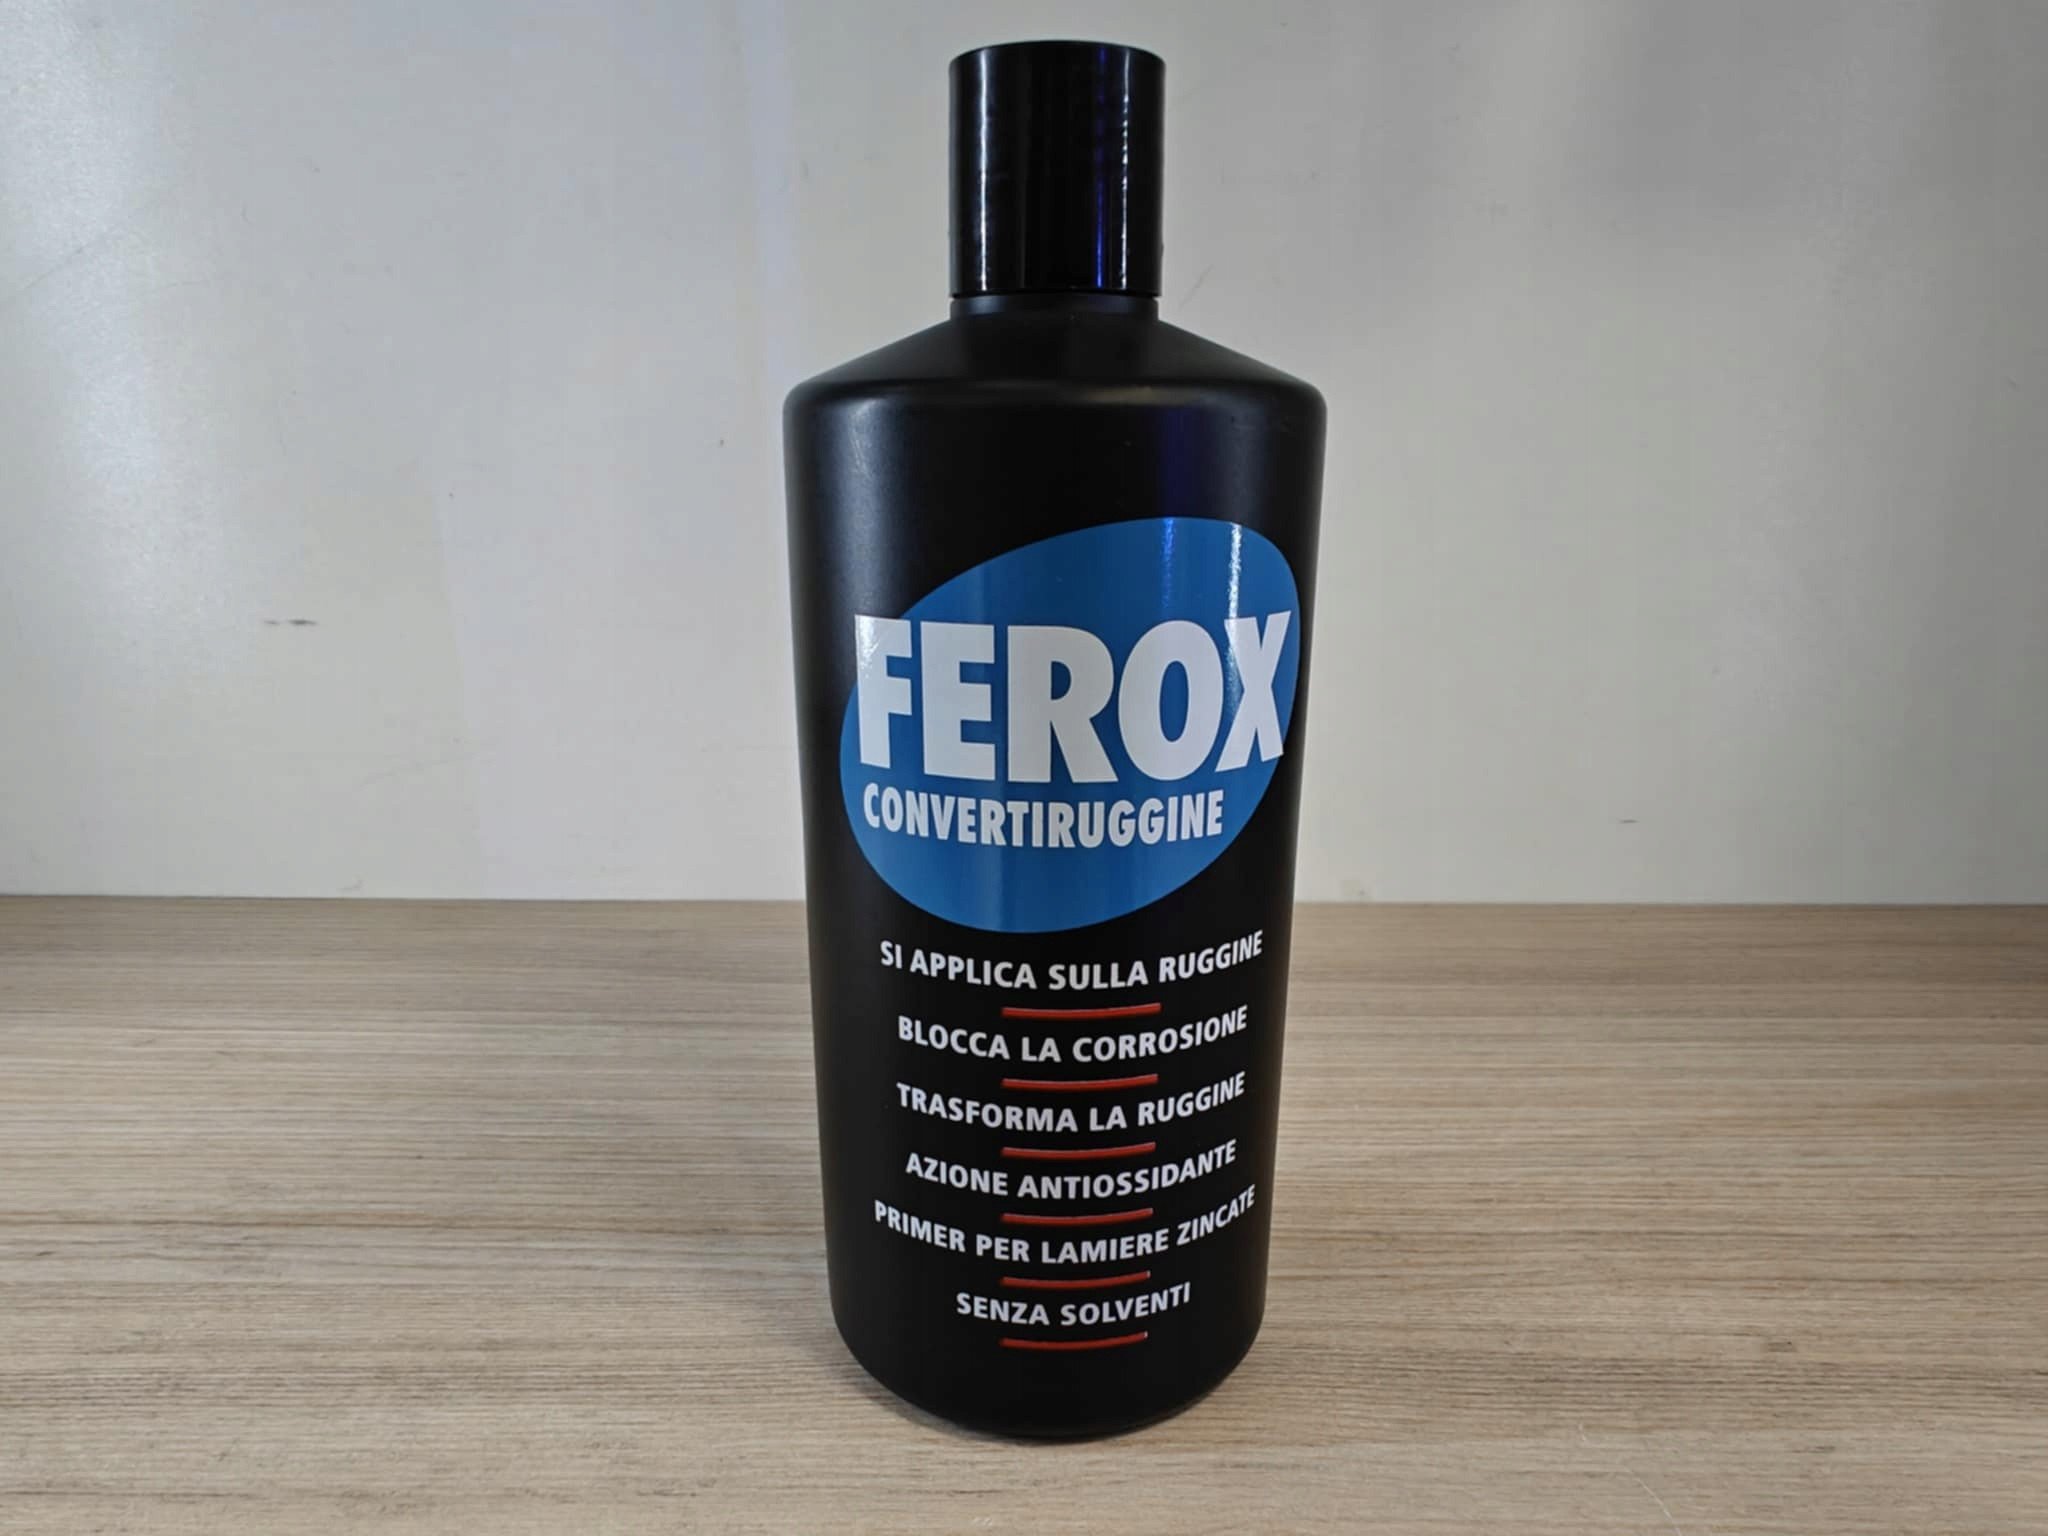 FEROX
CONVERTIRUGGINE
SI APPLICA SULLA RUGGINE
BLOCCA LA CORROSIONE
TRASFORMA LA RUGGINE
AZIONE ANTIOSSIDANTE
PRIMER PER LAMIERE ZINCATE
SENZA SOLVENTI